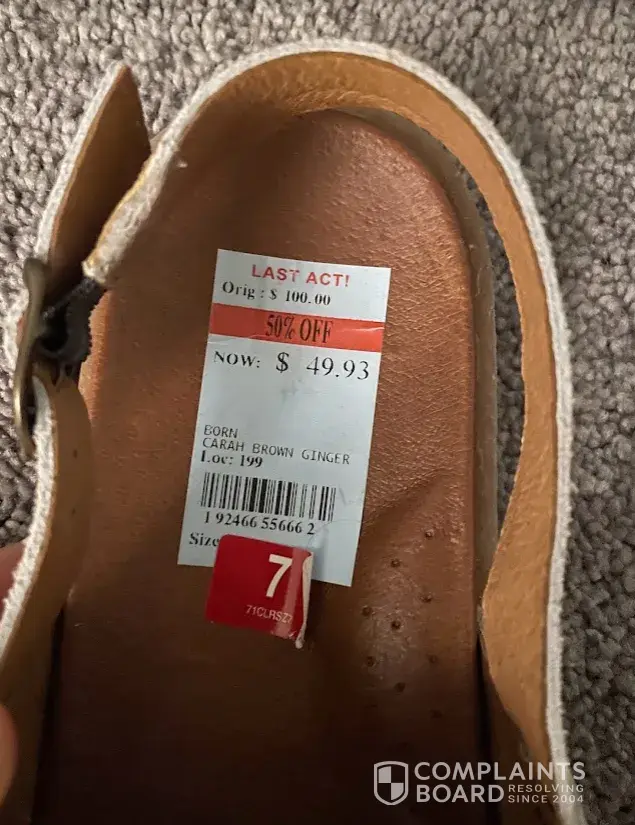 LAST ACT!
Orig : $ 100.00
50% OFF
NOW: $ 49.93
BORN
CARAH BROWN GINGER
Loc: 199
1 92466 55666 2
Size
7
71CLRSZ7
COMPLAINTS
BOARD RESOLVING
SINCE 2004